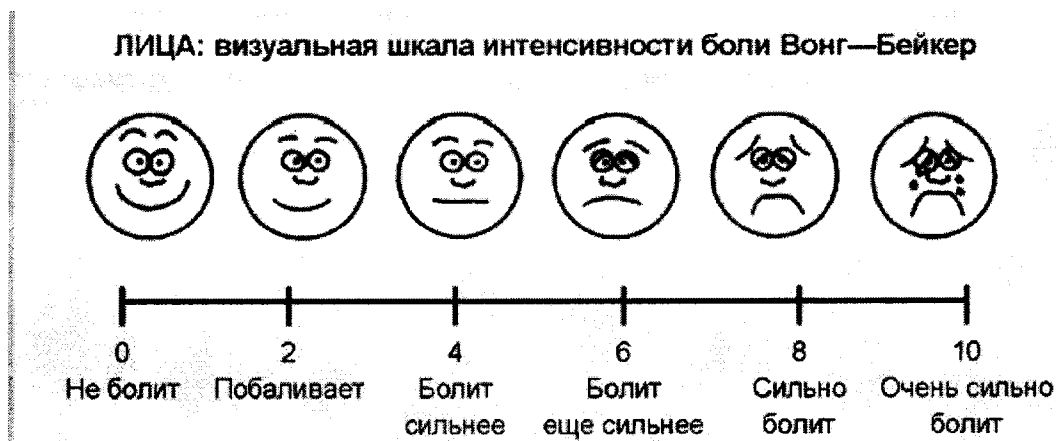 ЛИЦА: визуальная шкала интенсивности боли Вонг—Бейкер
0 2 4 6 8 10
Не болит Побаливает Болит Болит Сильно Очень сильно
сильнее еще сильнее болит болит